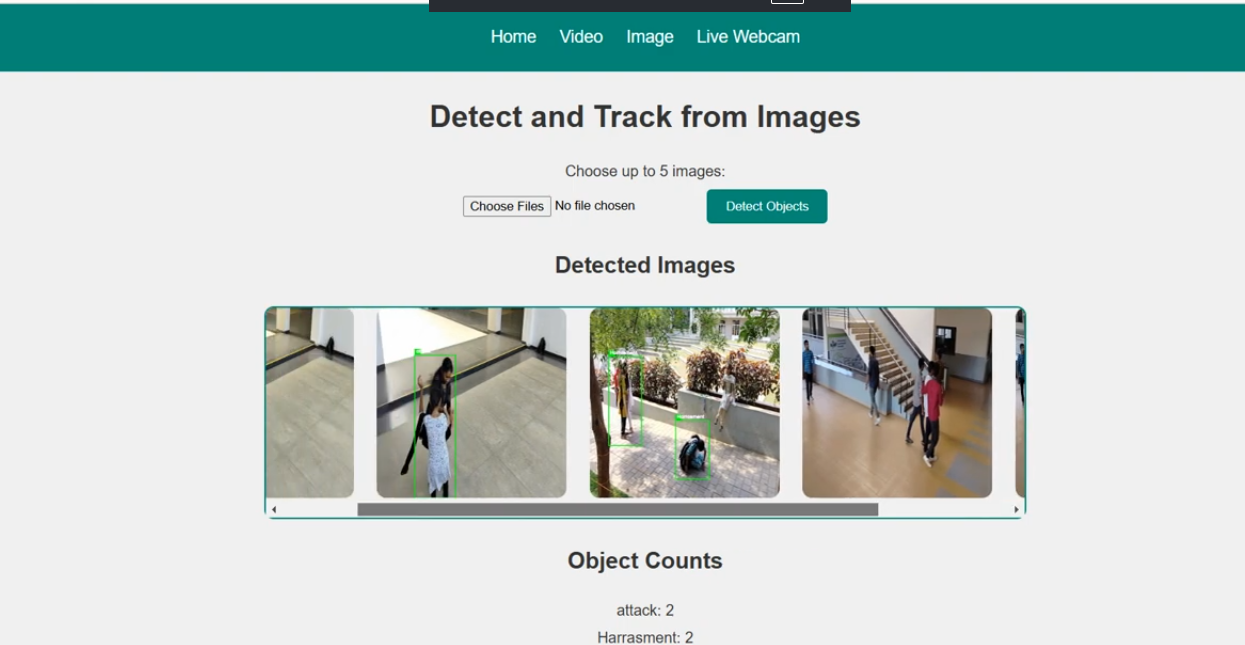 Home Video Image Live Webcam
Detect and Track from Images
Choose up to 5 images:
Choose Files No file chosen Detect Objects
Detected Images
Object Counts
attack: 2
Harrasment: 2